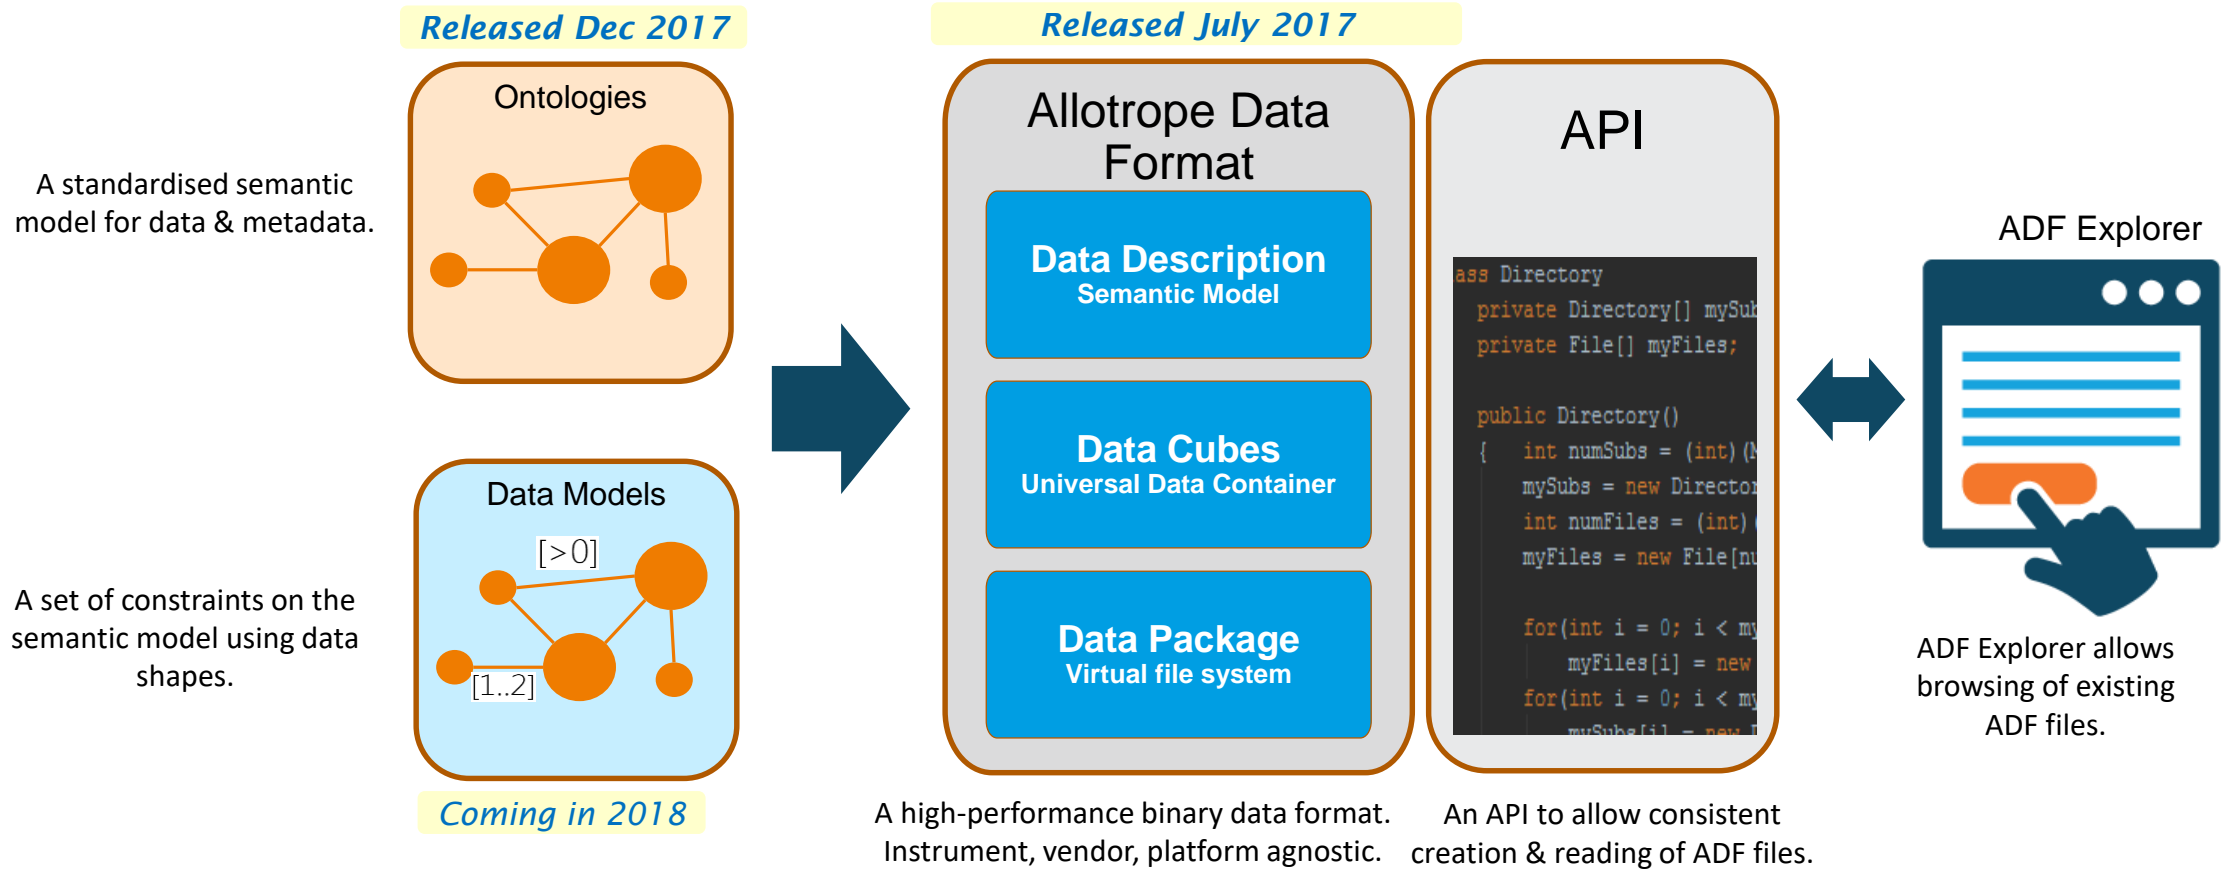 Released Dec 2017
Ontologies
A standardised semantic
model for data & metadata.
Data Models
[>0]
[1..2]
A set of constraints on the
semantic model using data
shapes.
Coming in 2018
Released July 2017
Allotrope Data
Format
Data Description
Semantic Model
Data Cubes
Universal Data Container
Data Package
Virtual file system
A high-performance binary data format.
Instrument, vendor, platform agnostic.
API
ass Directory
private Directory[] mySub
private File[] myFiles;
public Directory()
{ int numSubs = (int)(M
mySubs = new Director
int numFiles = (int)(
myFiles = new File[nu
for(int i = 0; i < my
myFiles[i] = new
for(int i = 0; i < my
mySubs[i] = new D
An API to allow consistent
creation & reading of ADF files.
ADF Explorer
ADF Explorer allows
browsing of existing
ADF files.